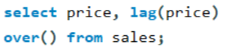 select price, lag(price)
over() from sales;